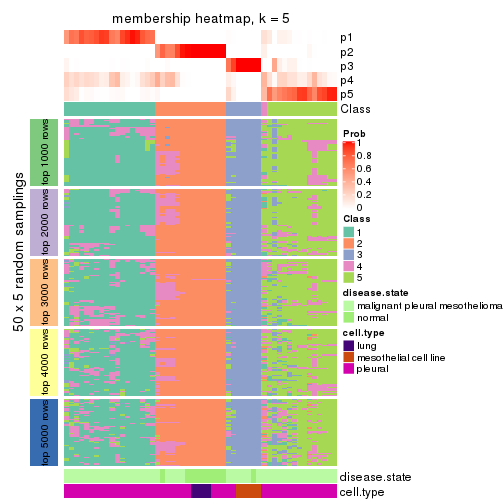 membership heatmap, k = 5
p1
p2
p3
p4
p5
Class
50 x 5 random samplings
top 1000 rows
top 2000 rows
top 3000 rows
top 4000 rows
top 5000 rows
disease.state
cell.type
Prob
1
0.8
0.6
0.4
0.2
0
Class
1
2
3
4
5
disease.state
malignant pleural mesothelioma
normal
cell.type
lung
mesothelial cell line
pleural